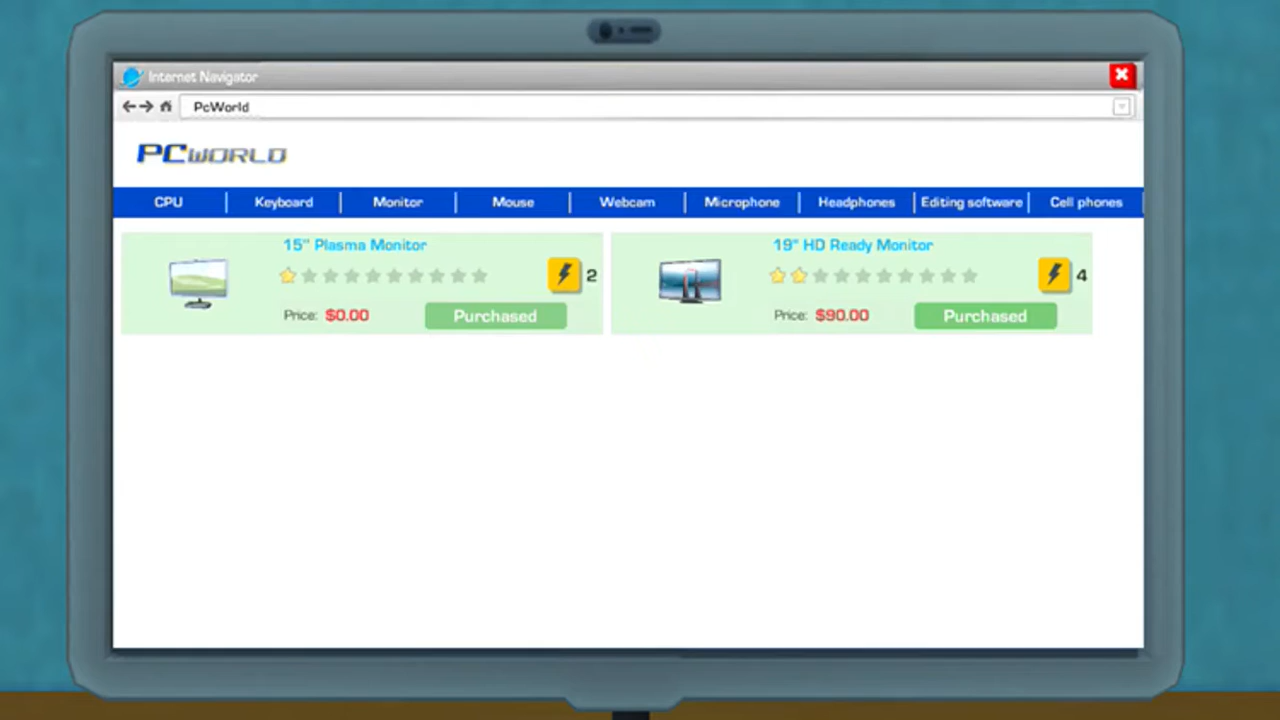 Internet Navigator
PcWorld
PCWORLD
CPU Keyboard Monitor Mouse Webcam Microphone Headphones Editing software Cell phones
15" Plasma Monitor
2
Price: $0.00 Purchased
19" HD Ready Monitor
4
Price: $90.00 Purchased